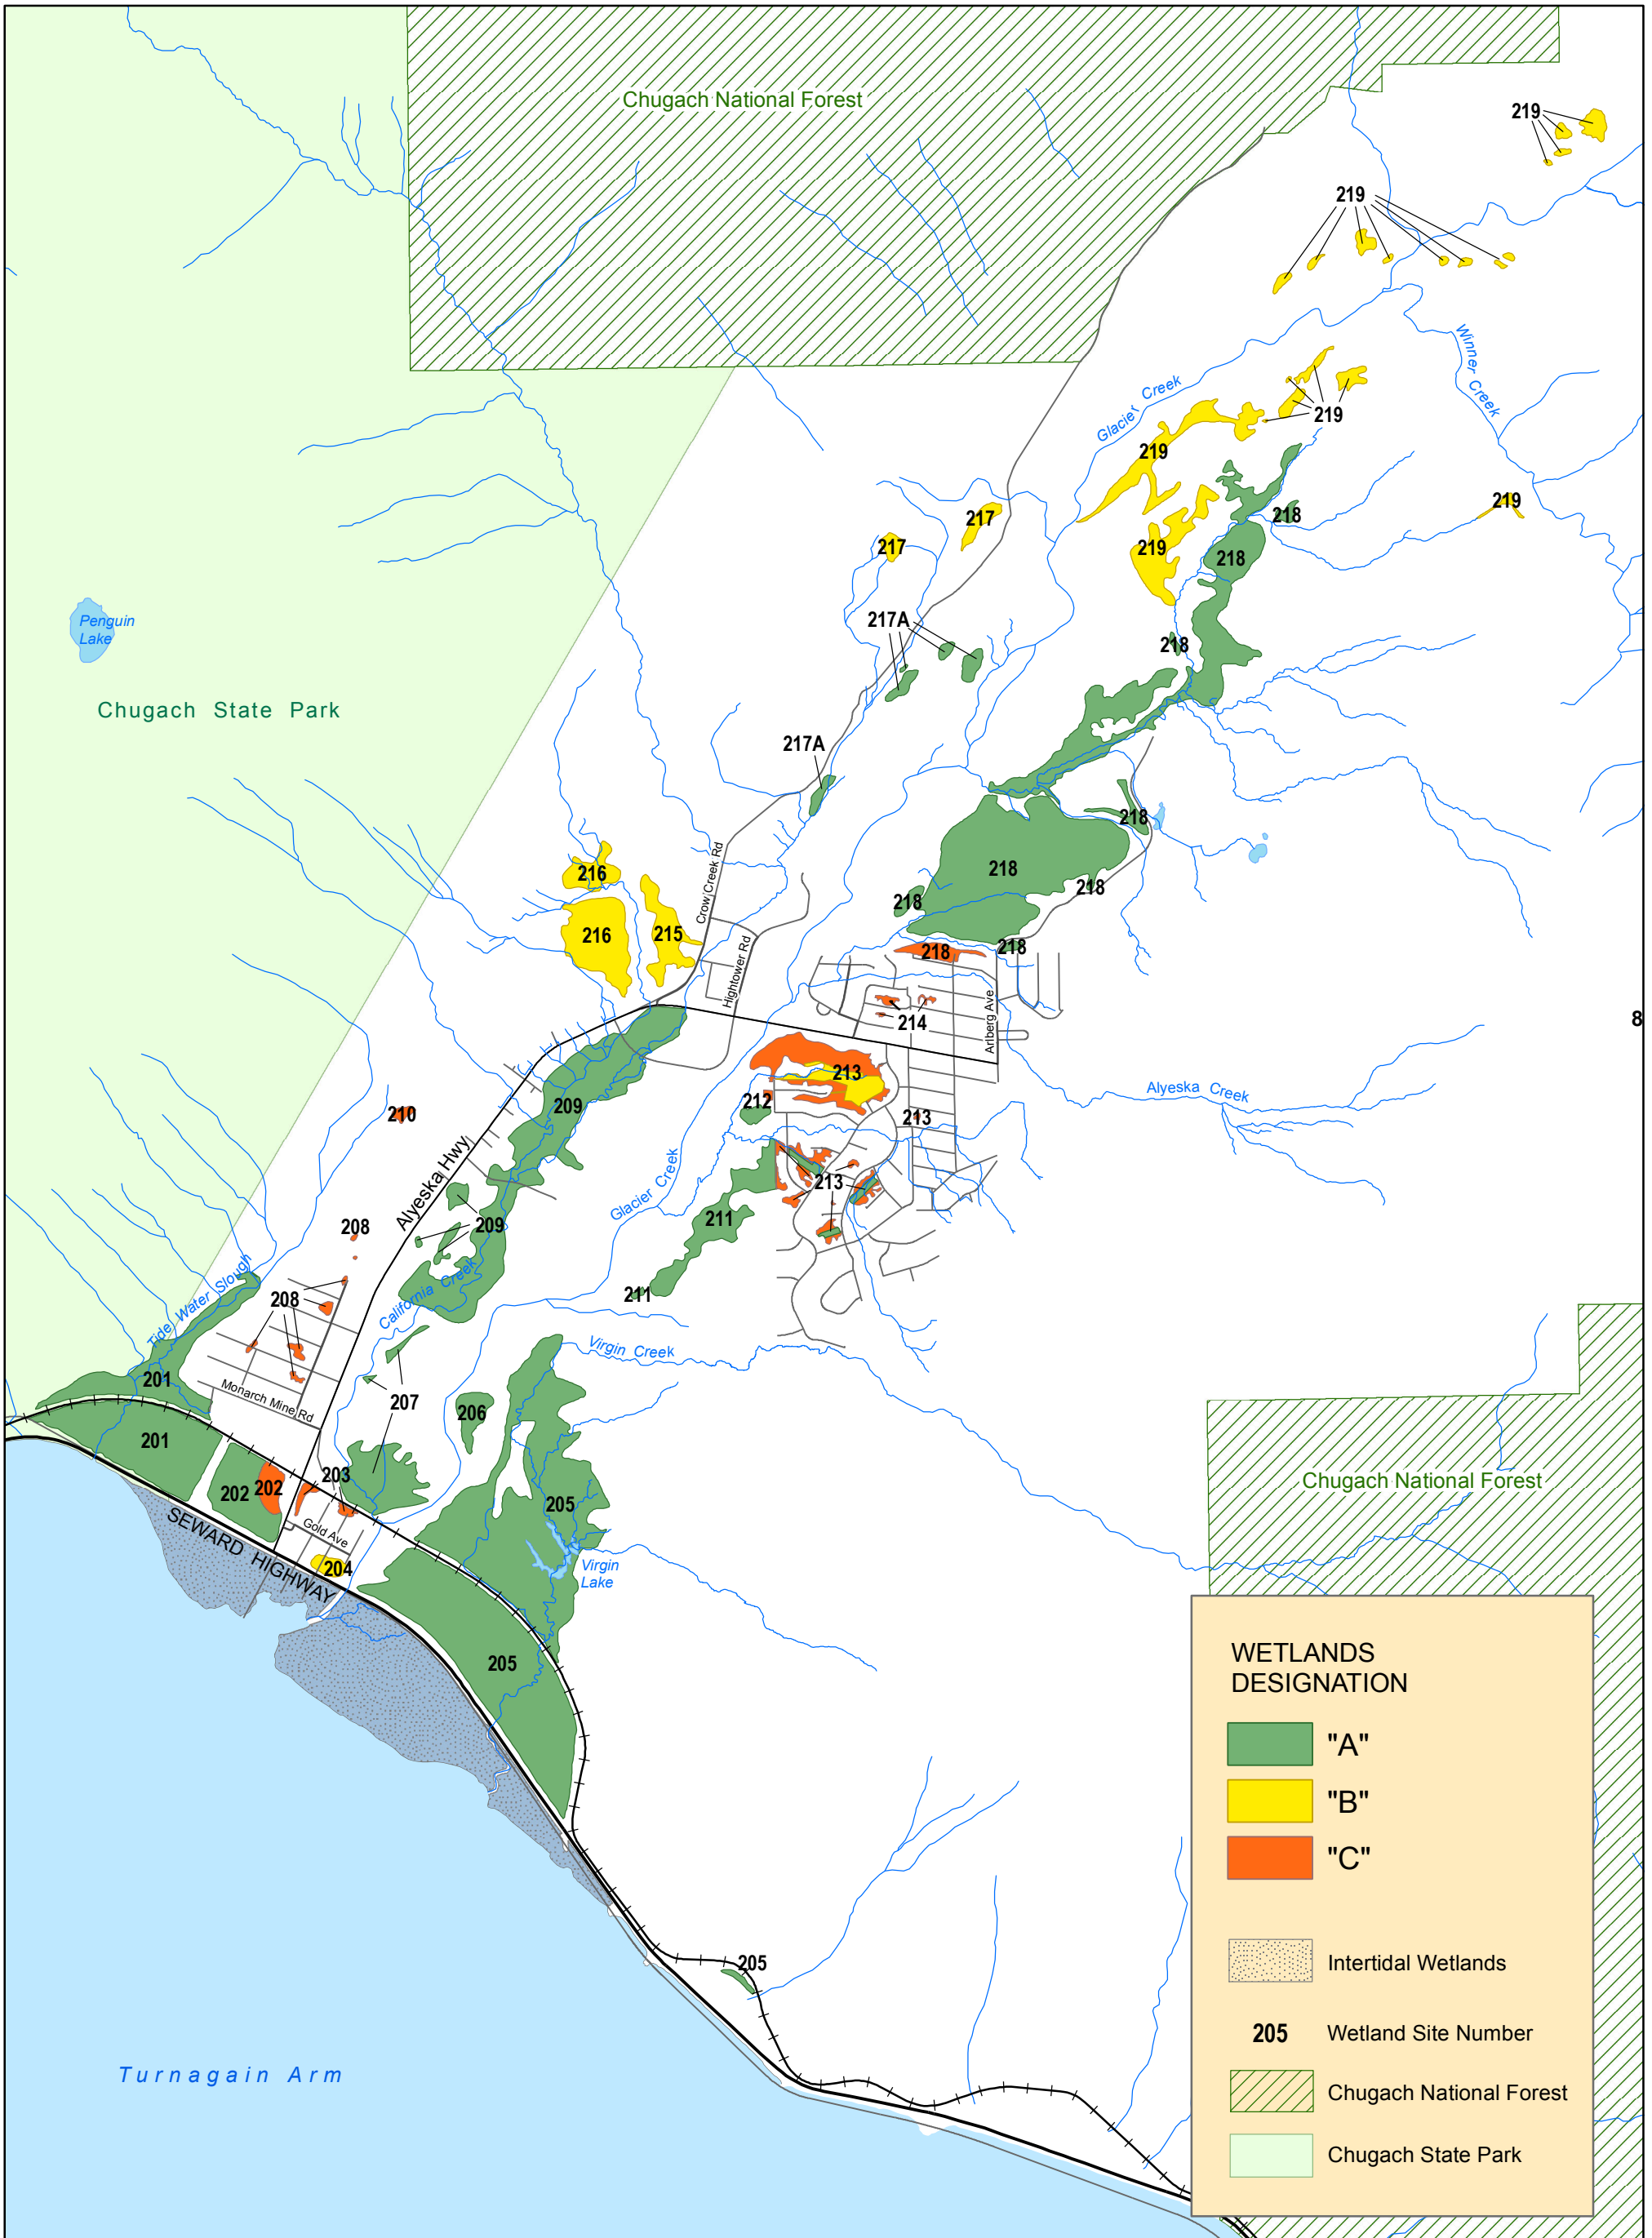 Chugach National Forest
219
219
Winner Creek
Glacier Creek
219
219
219
217
218
217
219
218
Penguin
Lake
217A
218
Chugach State Park
217A
218
216
218
218
218
Crow Creek Rd
216
215
Hightower Rd
218
218
214
Arlberg Ave
8
213
Alyeska Creek
212
209
210
213
Alyeska Hwy
Glacier Creek
213
211
209
208
California Creek
Tide Water Slough
211
208
Virgin Creek
201
Monarch Mine Rd
207
206
201
203
Chugach National Forest
202
202
205
Gold Ave
SEWARD HIGHWAY
204
Virgin
Lake
205
WETLANDS
DESIGNATION
"A"
"B"
"C"
205
Intertidal Wetlands
205 Wetland Site Number
Turnagain Arm
Chugach National Forest
Chugach State Park